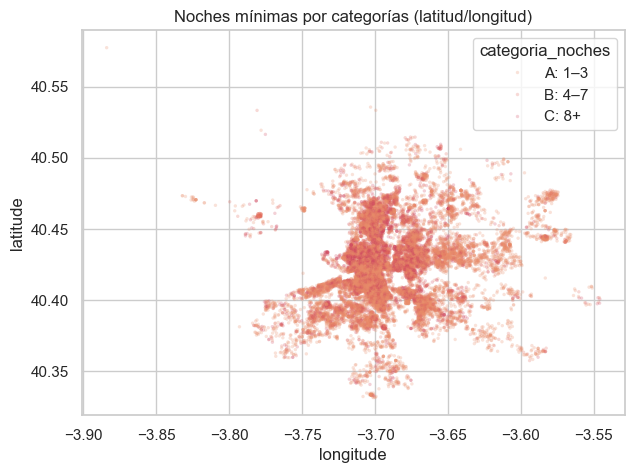 Noches mínimas por categorías (latitud/longitud)
categoria_noches
A: 1–3
B: 4–7
C: 8+
40.55
40.50
40.45
40.40
40.35
latitude
−3.90 −3.85 −3.80 −3.75 −3.70 −3.65 −3.60 −3.55
longitude